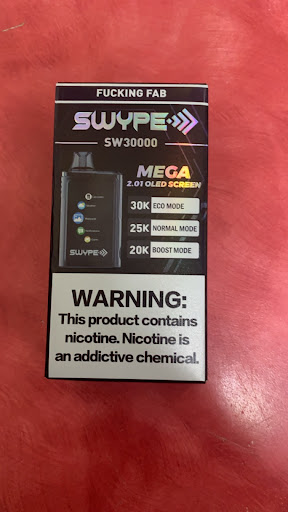 FUCKING FAB
SWYPE
SW30000
MEGA
2.01 OLED SCREEN
30K ECO MODE
25K NORMAL MODE
20K BOOST MODE
SWYPE
WARNING:
This product contains
nicotine. Nicotine is
an addictive chemical.